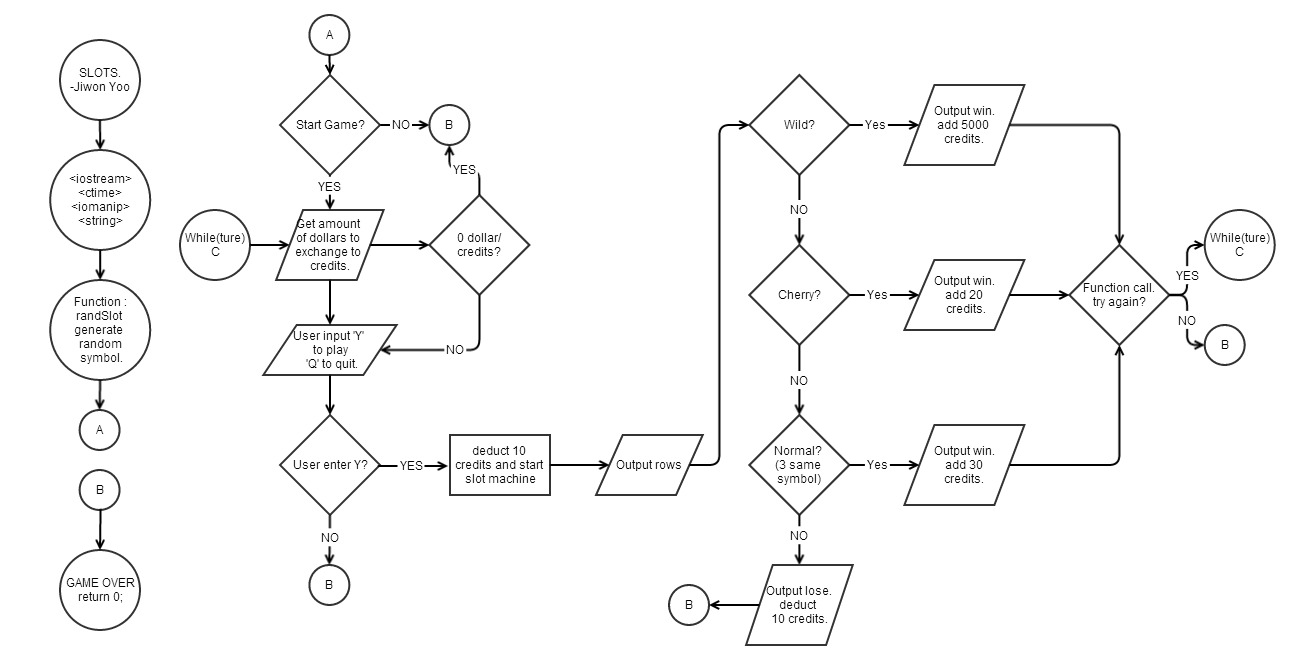 SLOTS.
-Jiwon Yoo
<iostream>
<ctime>
<iomanip>
<string>
Function :
randSlot
generate
random
symbol.
A
B
GAME OVER
return 0;
A
Start Game?
NO
B
YES
YES
While(ture)
C
Get amount
of dollars to
exchange to
credits.
0 dollar/
credits?
User input 'Y'
to play
'Q' to quit.
NO
User enter Y?
YES
deduct 10
credits and start
slot machine
Output rows
NO
B
Wild?
Yes
Output win.
add 5000
credits.
NO
Cherry?
Yes
Output win.
add 20
credits.
NO
Normal?
(3 same
symbol)
Yes
Output win.
add 30
credits.
NO
Output lose.
deduct
10 credits.
B
Function call.
try again?
YES
While(ture)
C
NO
B